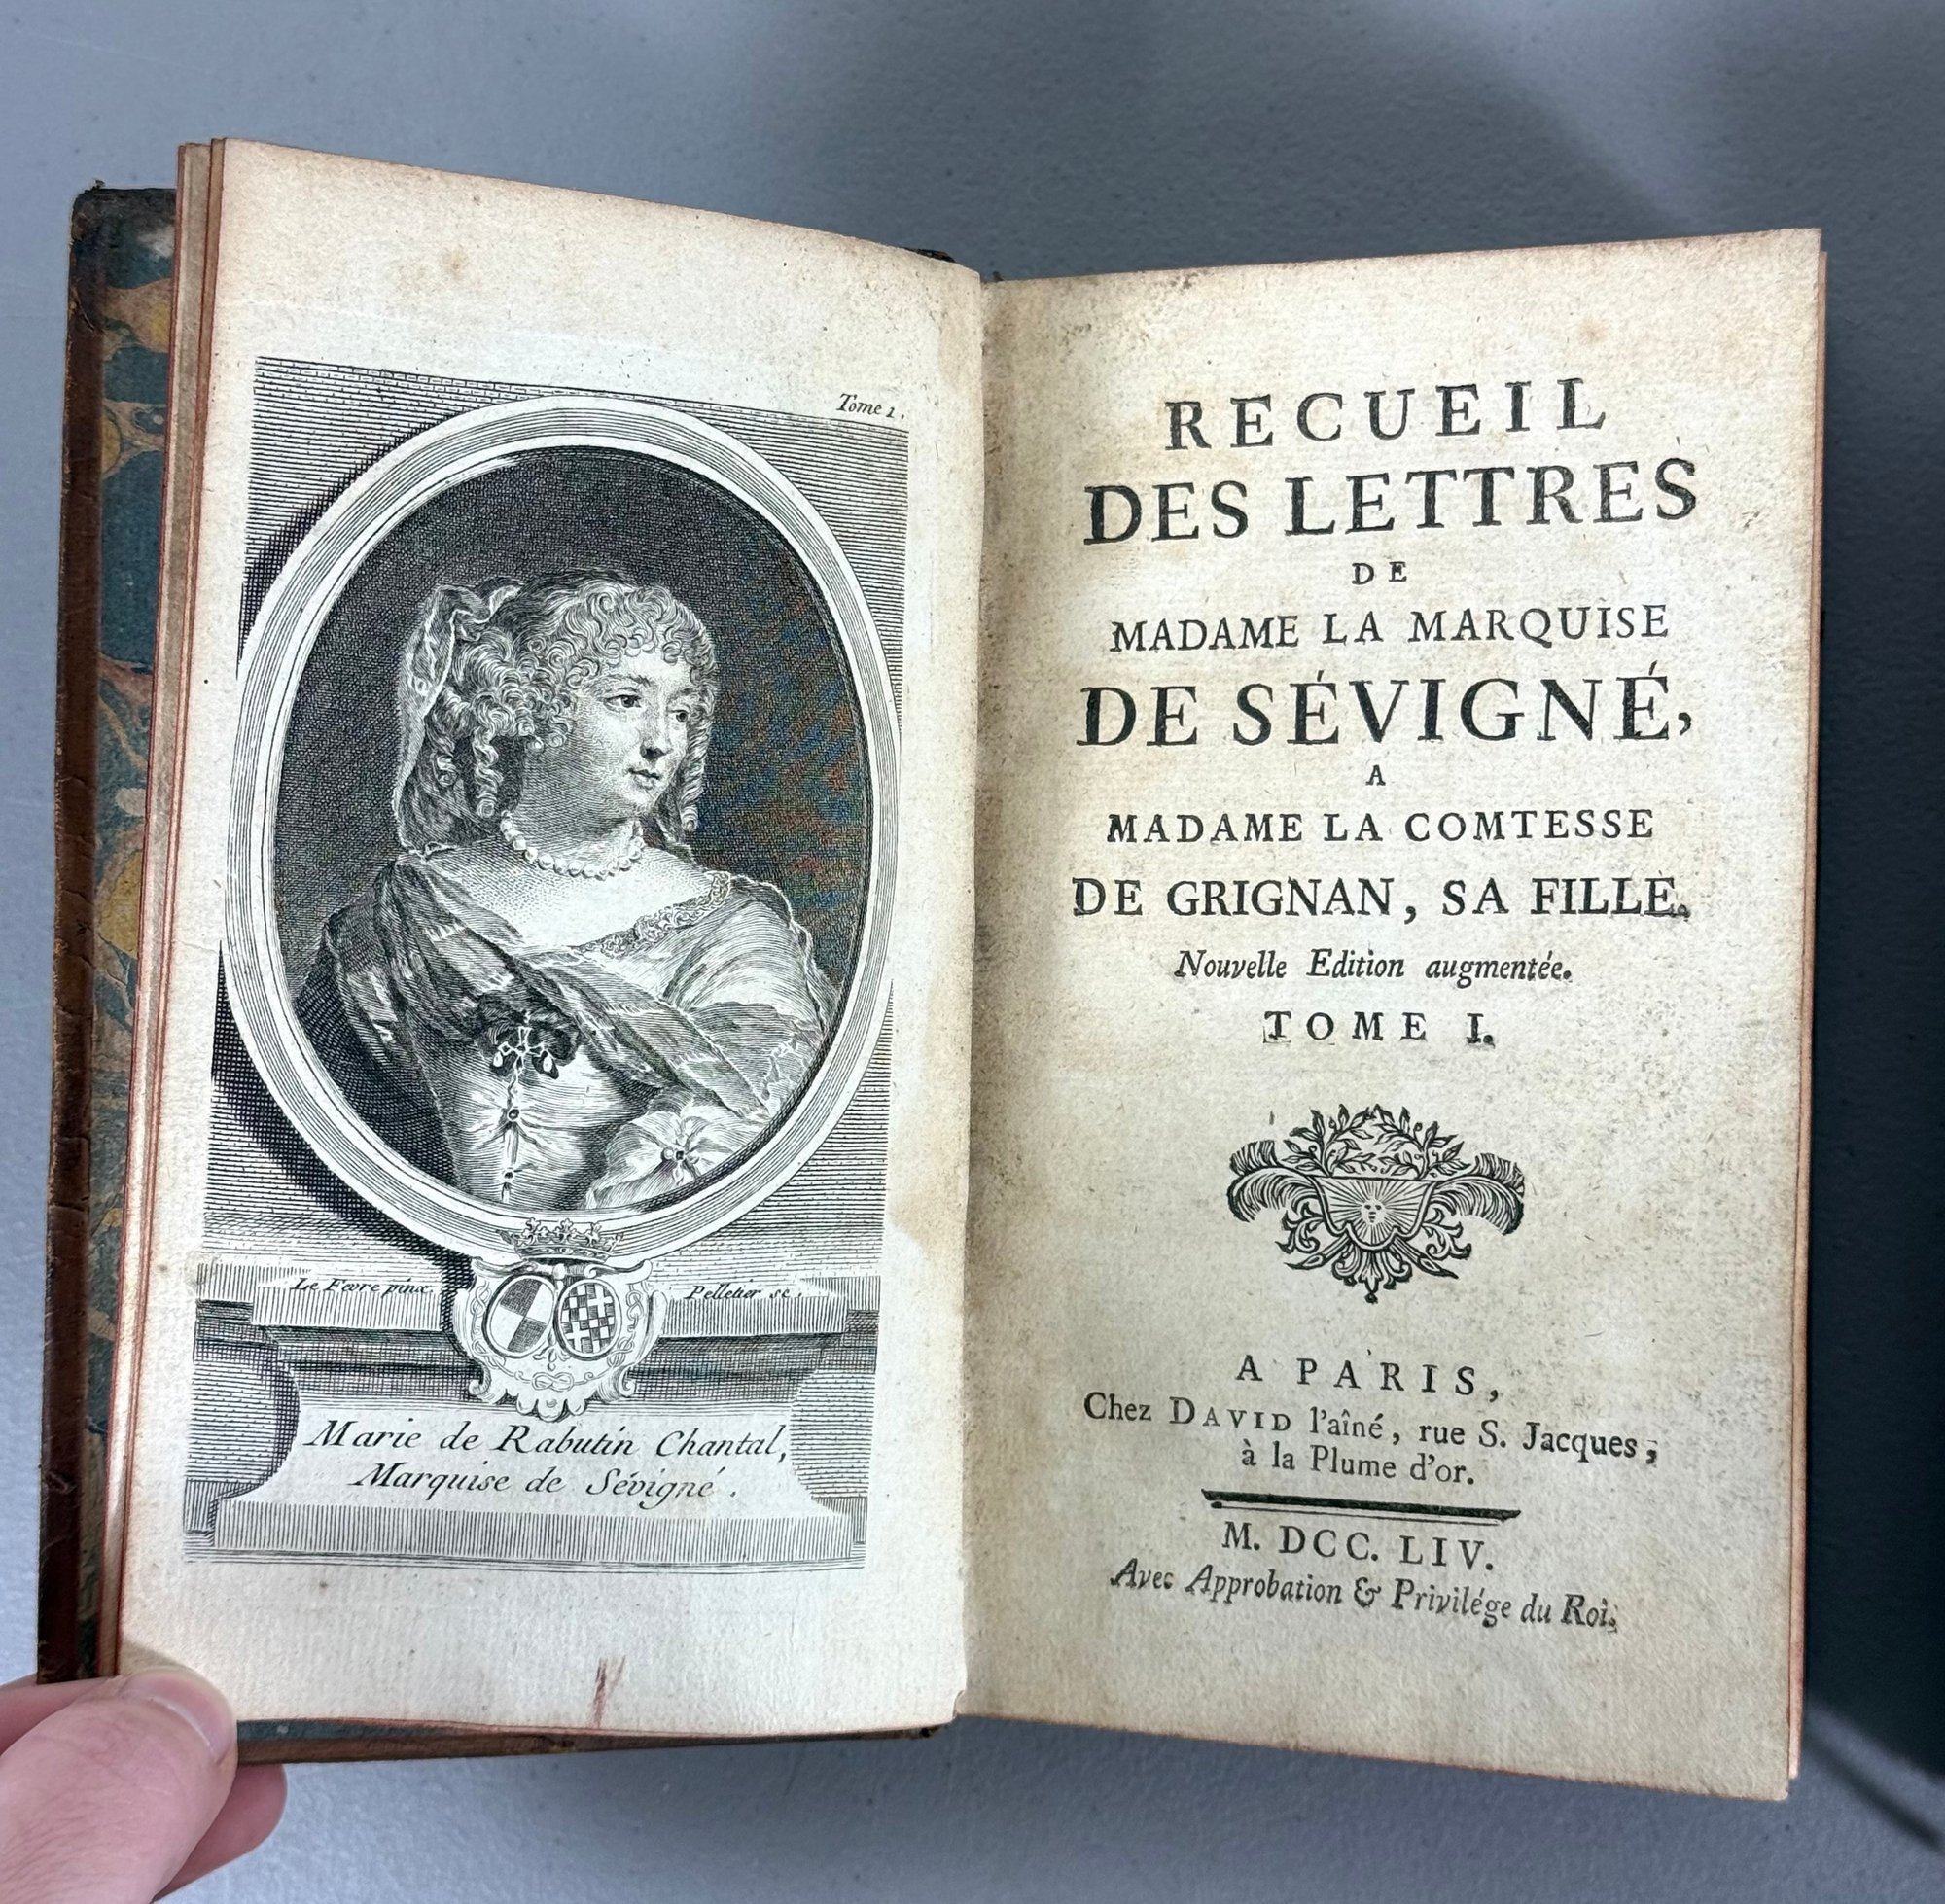 Tome 1.
Le Fevre pinx.
Pelletier sc.
Marie de Rabutin Chantal,
Marquise de Sévigné.
RECUEIL
DES LETTRES
DE
MADAME LA MARQUISE
DE SÉVIGNÉ,
A
MADAME LA COMTESSE
DE GRIGNAN, SA FILLE.
Nouvelle Edition augmentée.
TOME I.
A PARIS,
Chez DAVID l'aîné, rue S. Jacques,
à la Plume d'or.
M. DCC. LIV.
Avec Approbation & Privilége du Roi.